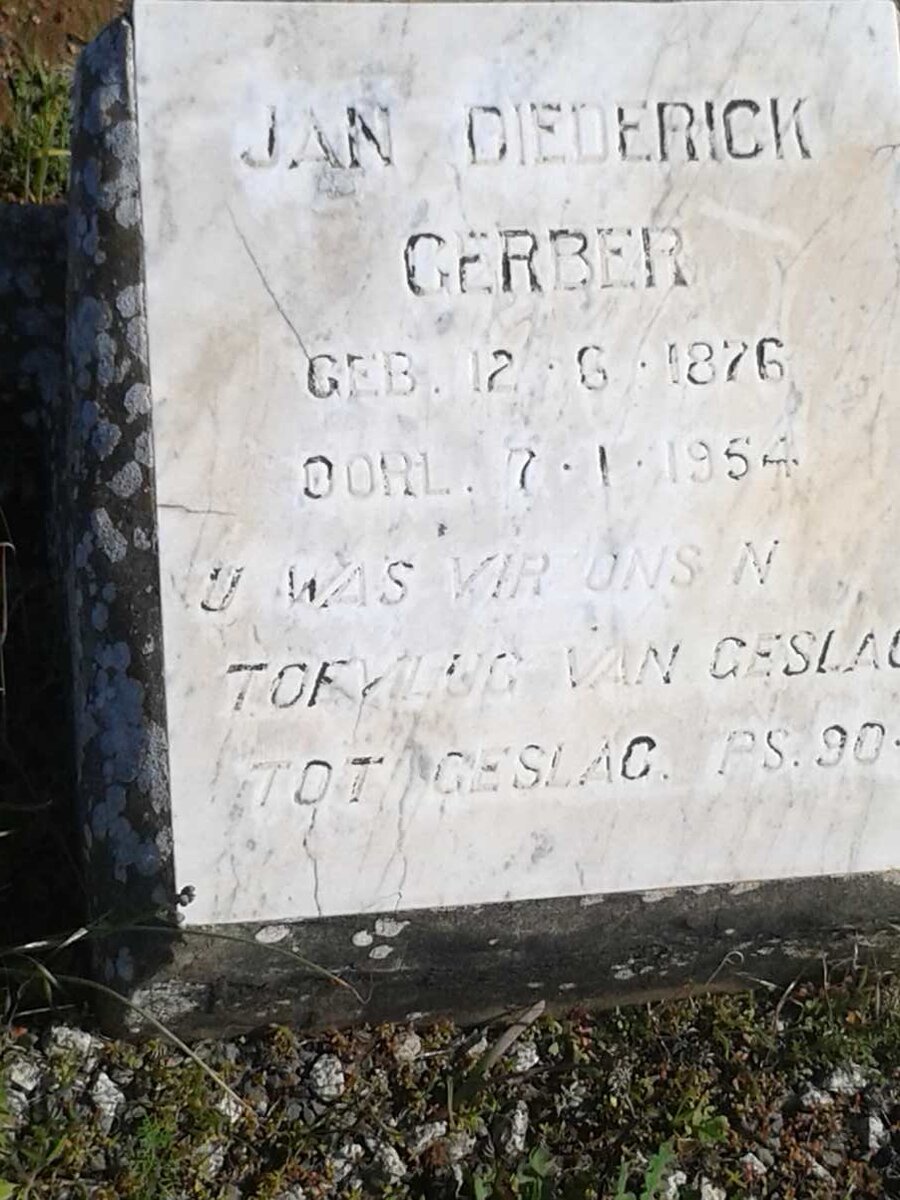 JAN DIEDERICK
GERBER
GEB. 12·6·1876
OORL. 7·1·1954
U WAS VIR ONS N
TOEVLUG VAN GESLAG
TOT GESLAG. PS.90·